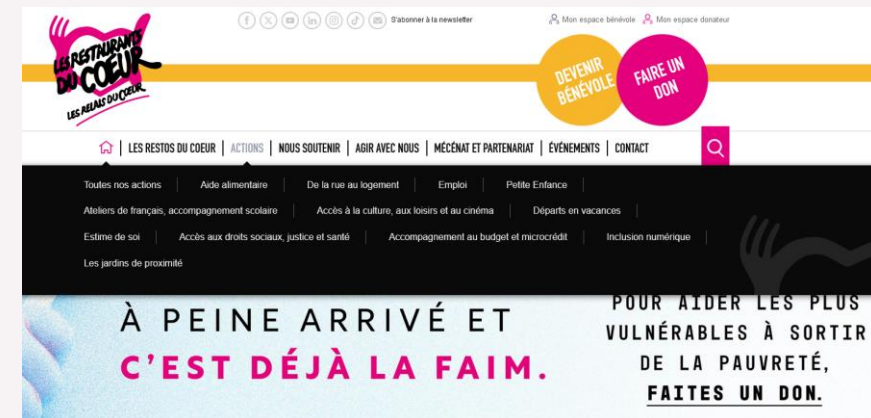 S'abonner à la newsletter
Mon espace bénévole
Mon espace donateur
LES RESTAURANTS
DU COEUR
LES RELAIS DU COEUR
DEVENIR
BÉNÉVOLE
FAIRE UN
DON
LES RESTOS DU COEUR | ACTIONS | NOUS SOUTENIR | AGIR AVEC NOUS | MÉCÉNAT ET PARTENARIAT | ÉVÉNEMENTS | CONTACT
Toutes nos actions | Aide alimentaire | De la rue au logement | Emploi | Petite Enfance |
Ateliers de français, accompagnement scolaire | Accès à la culture, aux loisirs et au cinéma | Départs en vacances |
Estime de soi | Accès aux droits sociaux, justice et santé | Accompagnement au budget et microcrédit | Inclusion numérique |
Les jardins de proximité
À PEINE ARRIVÉ ET
C'EST DÉJÀ LA FAIM.
POUR AIDER LES PLUS
VULNÉRABLES À SORTIR
DE LA PAUVRETÉ,
FAITES UN DON.